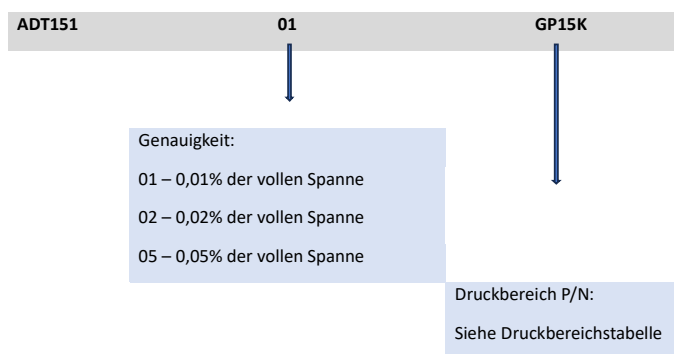 ADT151 01 GP15K
Genauigkeit:
01 – 0,01% der vollen Spanne
02 – 0,02% der vollen Spanne
05 – 0,05% der vollen Spanne
Druckbereich P/N:
Siehe Druckbereichstabelle